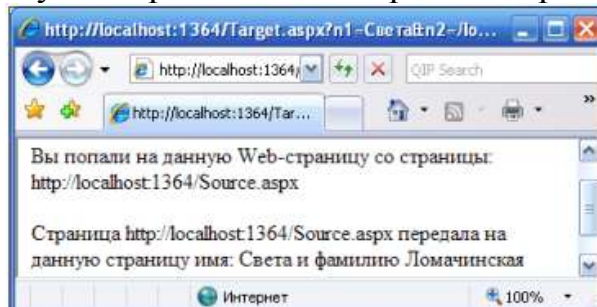 http://localhost:1364/Target.aspx?n1=Света&n2=Ло...
http://localhost:1364/
QIP Search
http://localhost:1364/Tar...
Вы попали на данную Web-страницу со страницы:
http://localhost:1364/Source.aspx
Страница http://localhost:1364/Source.aspx передала на
данную страницу имя: Света и фамилию Ломачинская
Интернет
100%